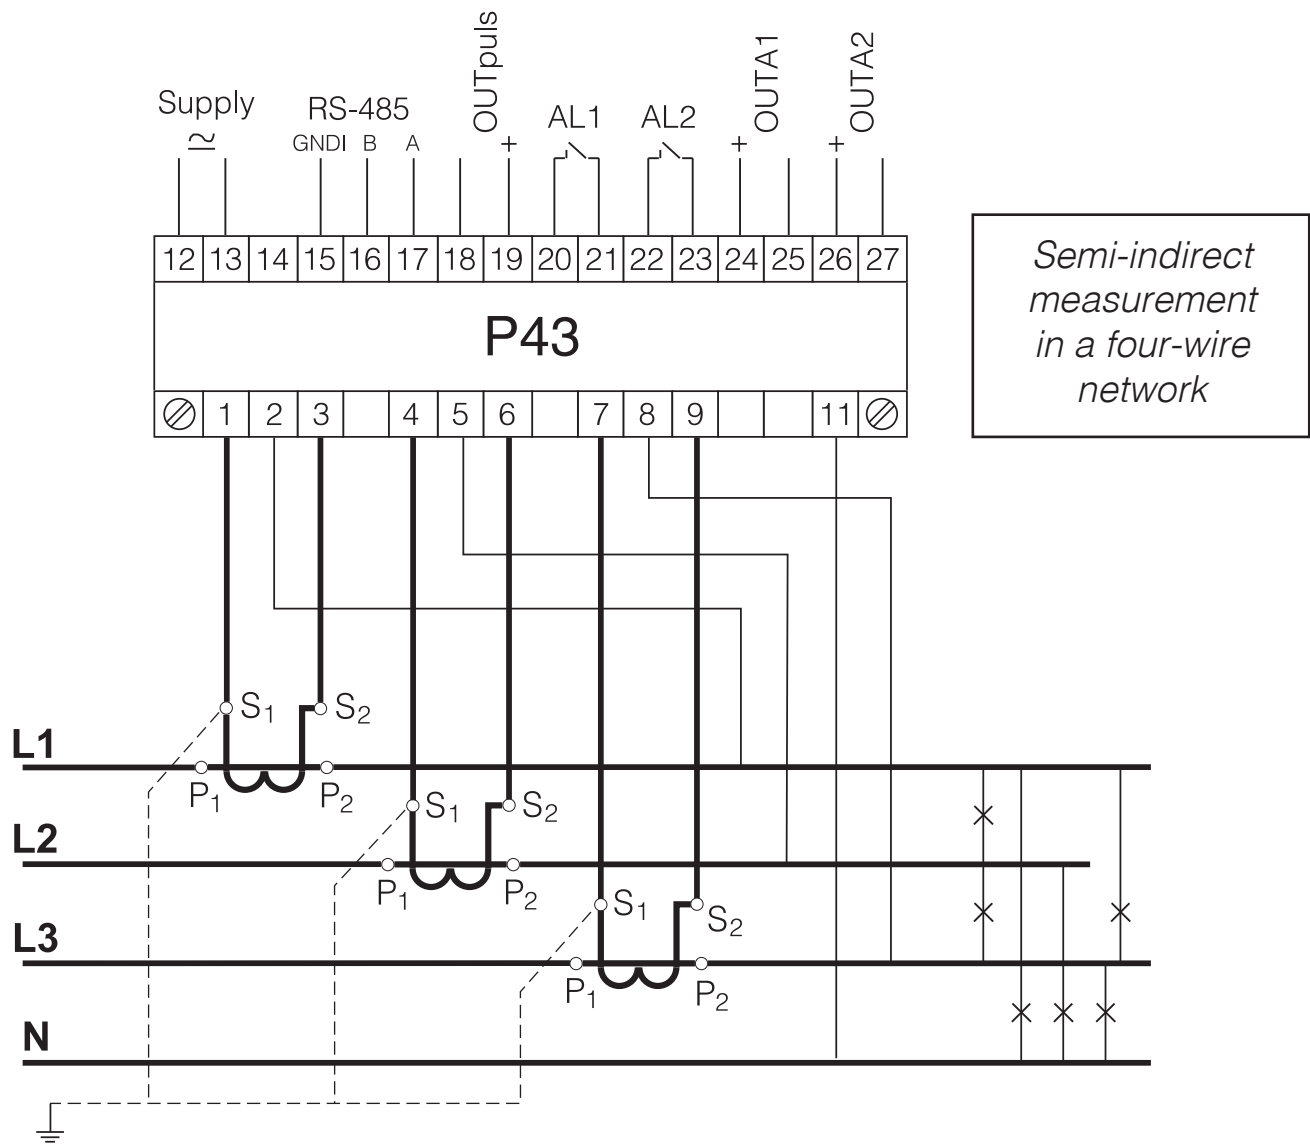 Supply
RS-485
GNDI B A
OUTpuls
+
AL1
AL2
+
OUTA1
+
OUTA2
12 13 14 15 16 17 18 19 20 21 22 23 24 25 26 27
P43
1 2 3 4 5 6 7 8 9 11
Semi-indirect
measurement
in a four-wire
network
S1 S2
L1
P1 P2
S1 S2
L2
P1 P2
S1 S2
L3
P1 P2
N